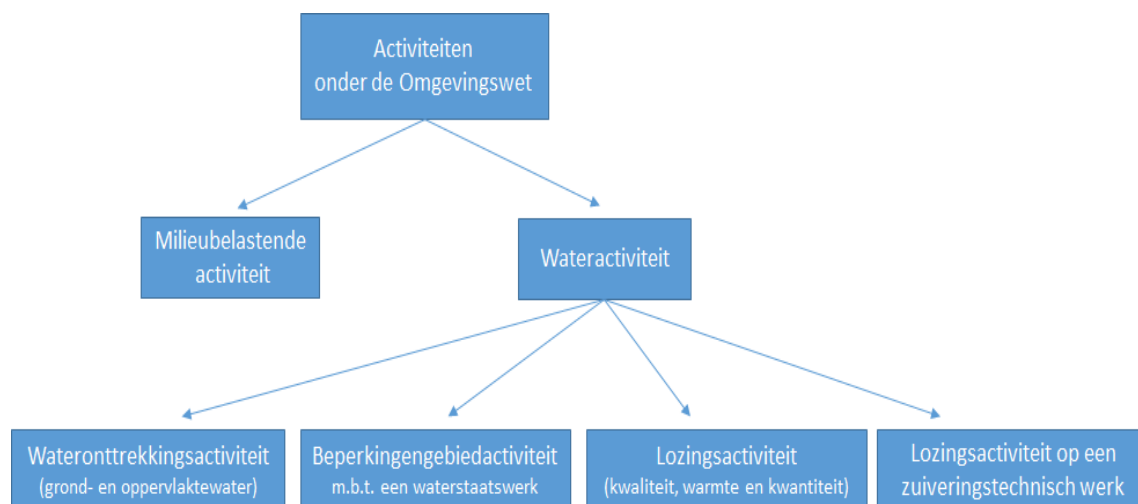 Activiteiten
onder de Omgevingswet
Milieubelastende
activiteit
Wateractiviteit
Wateronttrekkingsactiviteit
(grond- en oppervlaktewater)
Beperkingengebiedactiviteit
m.b.t. een waterstaatswerk
Lozingsactiviteit
(kwaliteit, warmte en kwantiteit)
Lozingsactiviteit op een
zuiveringstechnisch werk